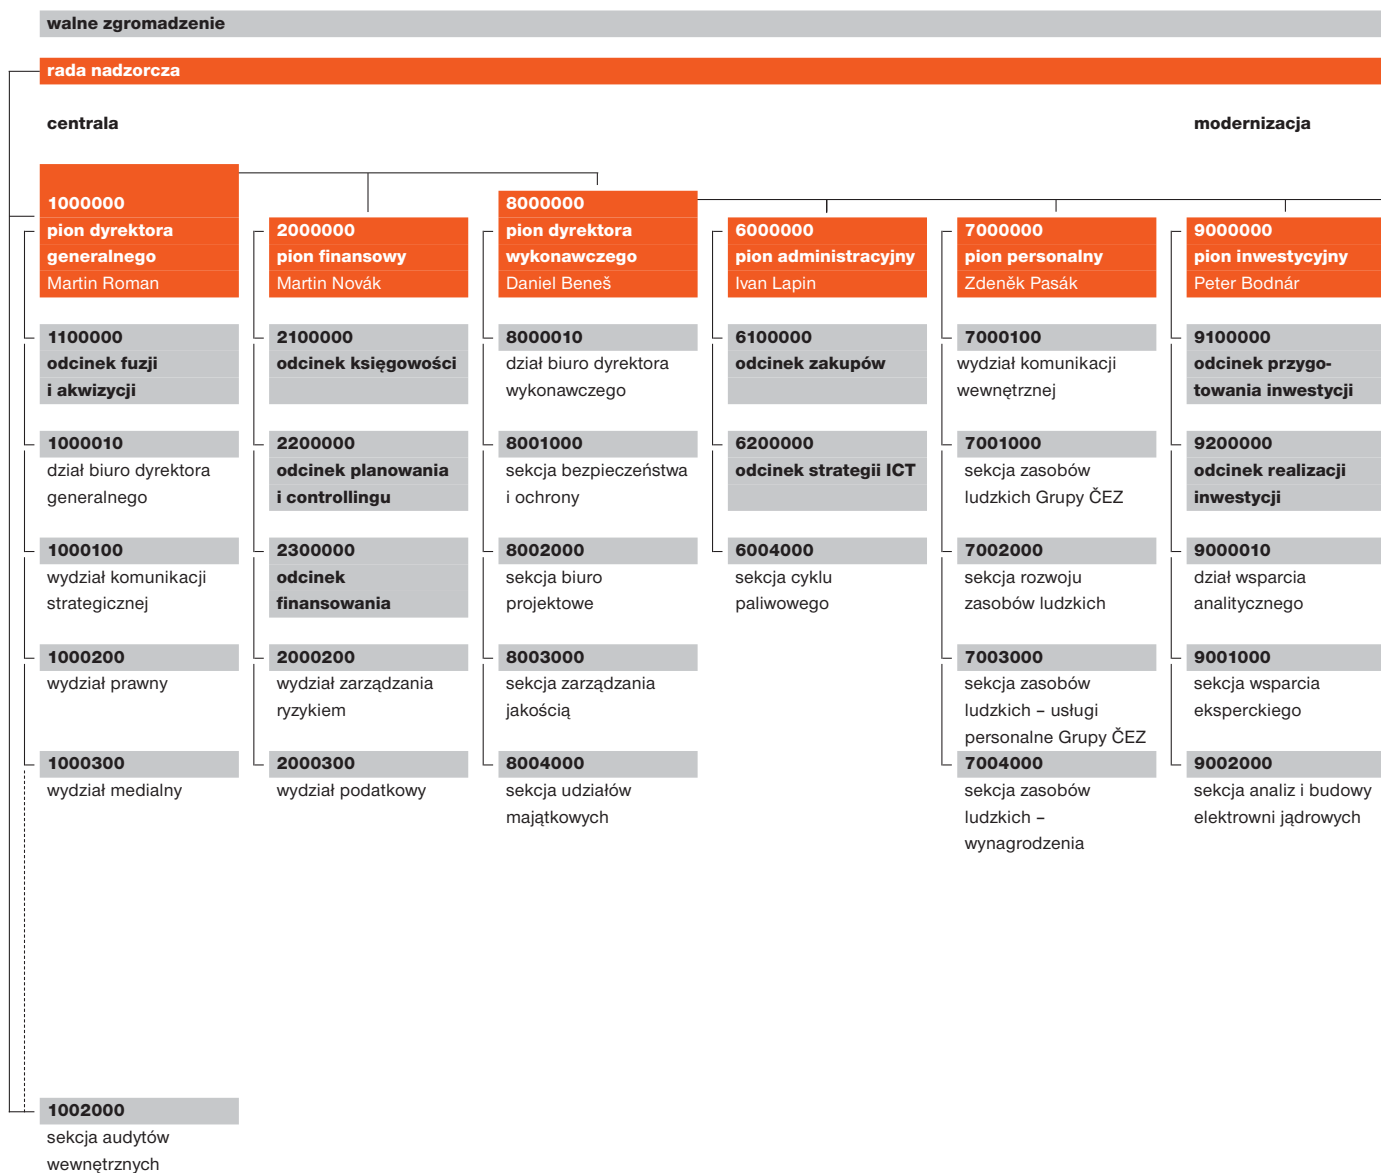 walne zgromadzenie
rada nadzorcza
centrala
modernizacja
1000000
pion dyrektora
generalnego
Martin Roman
1100000
odcinek fuzji
i akwizycji
1000010
dział biuro dyrektora
generalnego
1000100
wydział komunikacji
strategicznej
1000200
wydział prawny
1000300
wydział medialny
1002000
sekcja audytów
wewnętrznych
2000000
pion finansowy
Martin Novák
2100000
odcinek księgowości
2200000
odcinek planowania
i controllingu
2300000
odcinek
finansowania
2000200
wydział zarządzania
ryzykiem
2000300
wydział podatkowy
8000000
pion dyrektora
wykonawczego
Daniel Beneš
8000010
dział biuro dyrektora
wykonawczego
8001000
sekcja bezpieczeństwa
i ochrony
8002000
sekcja biuro
projektowe
8003000
sekcja zarządzania
jakością
8004000
sekcja udziałów
majątkowych
6000000
pion administracyjny
Ivan Lapin
6100000
odcinek zakupów
6200000
odcinek strategii ICT
6004000
sekcja cyklu
paliwowego
7000000
pion personalny
Zdeněk Pasák
7000100
wydział komunikacji
wewnętrznej
7001000
sekcja zasobów
ludzkich Grupy ČEZ
7002000
sekcja rozwoju
zasobów ludzkich
7003000
sekcja zasobów
ludzkich – usługi
personalne Grupy ČEZ
7004000
sekcja zasobów
ludzkich –
wynagrodzenia
9000000
pion inwestycyjny
Peter Bodnár
9100000
odcinek przygo-
towania inwestycji
9200000
odcinek realizacji
inwestycji
9000010
dział wsparcia
analitycznego
9001000
sekcja wsparcia
eksperckiego
9002000
sekcja analiz i budowy
elektrowni jądrowych